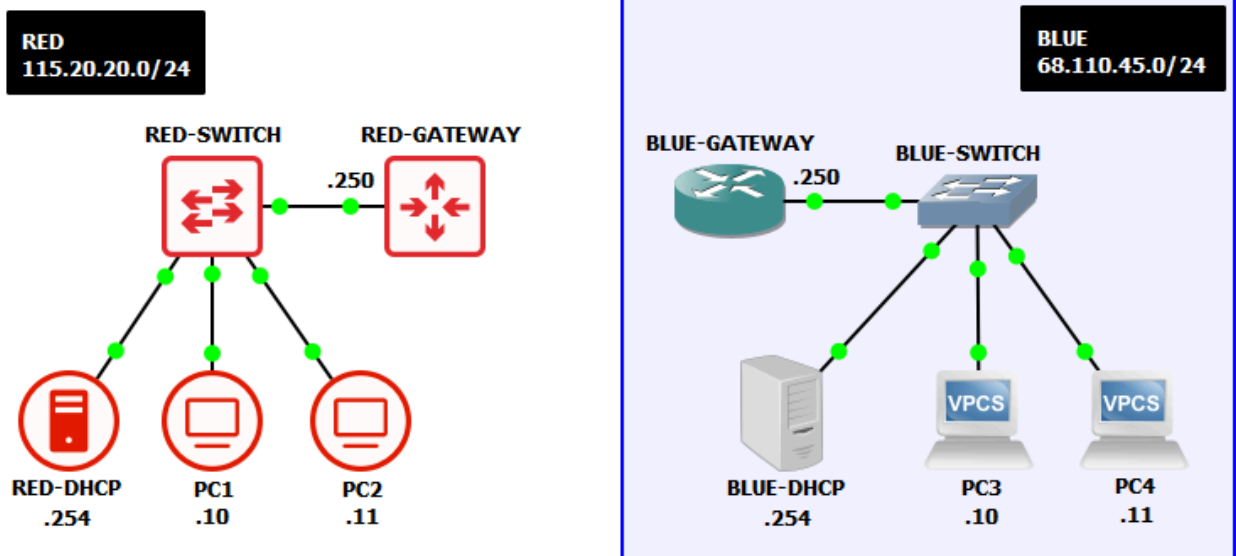 RED
115.20.20.0/24
RED-SWITCH
RED-GATEWAY
.250
RED-DHCP
.254
PC1
.10
PC2
.11
BLUE
68.110.45.0/24
BLUE-GATEWAY
BLUE-SWITCH
.250
VPCS
VPCS
BLUE-DHCP
.254
PC3
.10
PC4
.11